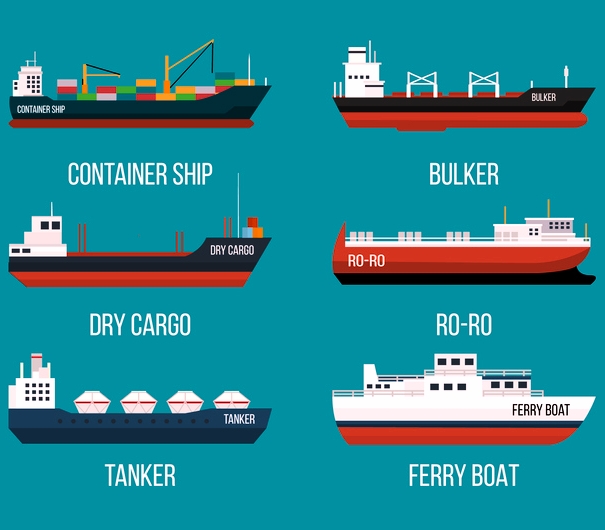 CONTAINER SHIP
BULKER
CONTAINER SHIP
BULKER
DRY CARGO
RO-RO
DRY CARGO
RO-RO
TANKER
FERRY BOAT
TANKER
FERRY BOAT